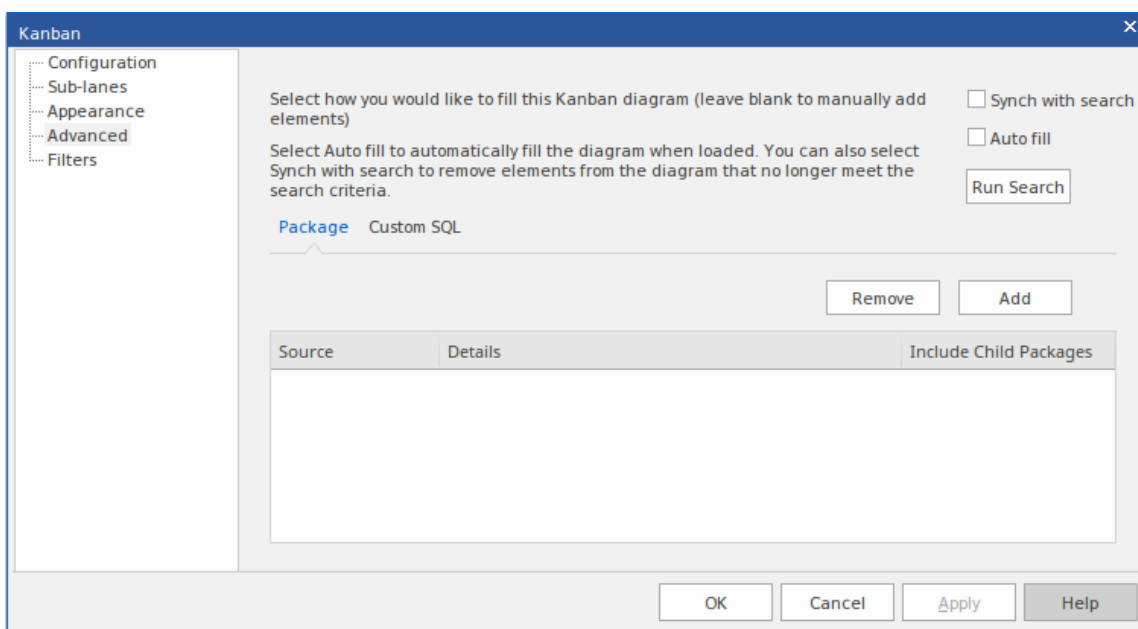 Kanban
Configuration
Sub-lanes
Appearance
Advanced
Filters
Select how you would like to fill this Kanban diagram (leave blank to manually add
elements)
Select Auto fill to automatically fill the diagram when loaded. You can also select
Synch with search to remove elements from the diagram that no longer meet the
search criteria.
Synch with search
Auto fill
Run Search
Package Custom SQL
Remove Add
Source Details Include Child Packages
OK Cancel Apply Help